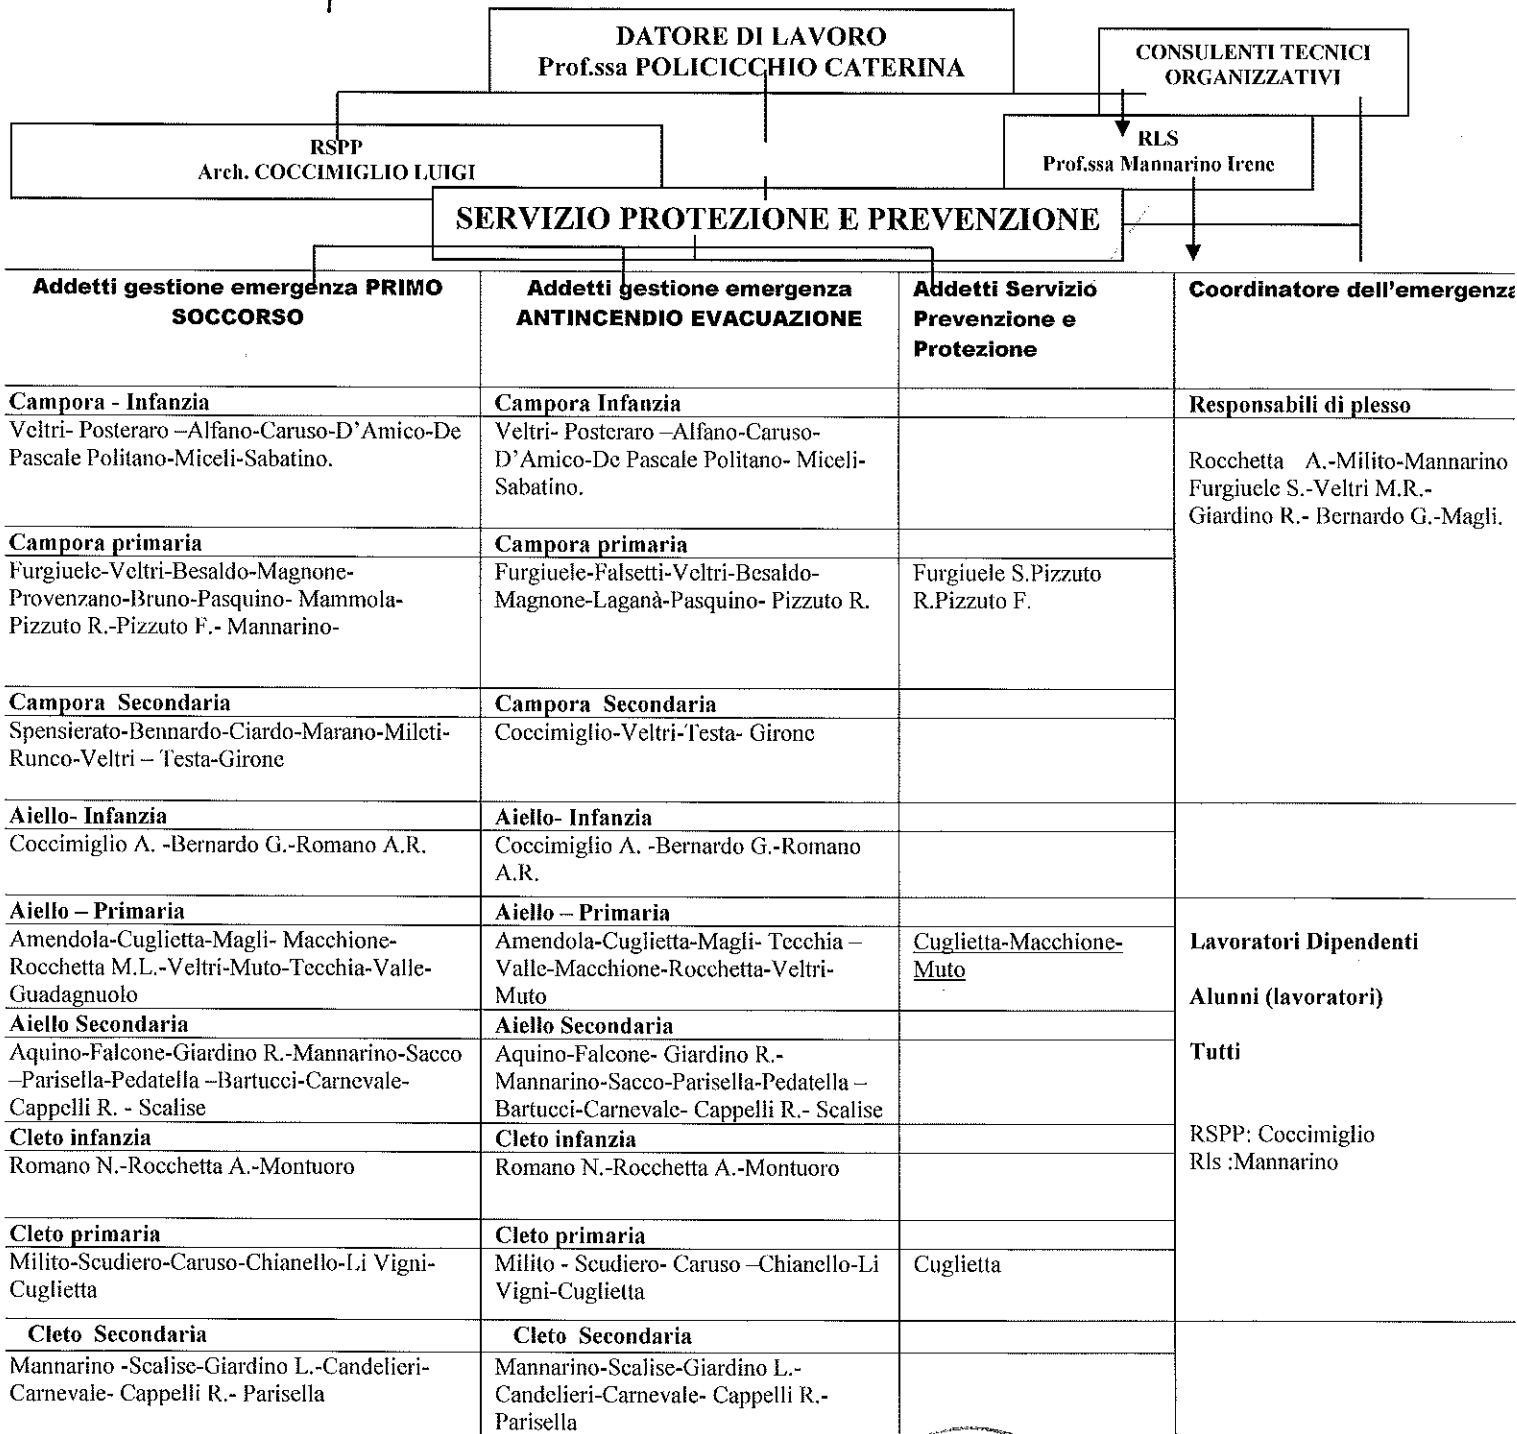 DATORE DI LAVORO
Prof.ssa POLICICCHIO CATERINA
CONSULENTI TECNICI
ORGANIZZATIVI
RSPP
Arch. COCCIMIGLIO LUIGI
RLS
Prof.ssa Mannarino Irene
SERVIZIO PROTEZIONE E PREVENZIONE
Addetti gestione emergenza PRIMO
SOCCORSO
Addetti gestione emergenza
ANTINCENDIO EVACUAZIONE
Addetti Servizio
Prevenzione e
Protezione
Coordinatore dell'emergenza
Campora - Infanzia
Campora Infanzia
Responsabili di plesso
Veltri- Posteraro –Alfano-Caruso-D'Amico-De
Pascale Politano-Miceli-Sabatino.
Veltri- Posteraro –Alfano-Caruso-
D'Amico-De Pascale Politano- Miceli-
Sabatino.
Rocchetta A.-Milito-Mannarino
Furgiuele S.-Veltri M.R.-
Giardino R.- Bernardo G.-Magli.
Campora primaria
Campora primaria
Furgiuele-Veltri-Besaldo-Magnone-
Provenzano-Bruno-Pasquino- Mammola-
Pizzuto R.-Pizzuto F.- Mannarino-
Furgiuele-Falsetti-Veltri-Besaldo-
Magnone-Laganà-Pasquino- Pizzuto R.
Furgiuele S.Pizzuto
R.Pizzuto F.
Campora Secondaria
Campora Secondaria
Spensierato-Bennardo-Ciardo-Marano-Mileti-
Runco-Veltri – Testa-Girone
Coccimiglio-Veltri-Testa- Girone
Aiello- Infanzia
Aiello- Infanzia
Coccimiglio A. -Bernardo G.-Romano A.R.
Coccimiglio A. -Bernardo G.-Romano
A.R.
Aiello – Primaria
Aiello – Primaria
Amendola-Cuglietta-Magli- Macchione-
Rocchetta M.L.-Veltri-Muto-Tecchia-Valle-
Guadagnuolo
Amendola-Cuglietta-Magli- Tecchia –
Valle-Macchione-Rocchetta-Veltri-
Muto
Cuglietta-Macchione-
Muto
Lavoratori Dipendenti
Alunni (lavoratori)
Tutti
Aiello Secondaria
Aiello Secondaria
Aquino-Falcone-Giardino R.-Mannarino-Sacco
–Parisella-Pedatella –Bartucci-Carnevale-
Cappelli R. - Scalise
Aquino-Falcone- Giardino R.-
Mannarino-Sacco-Parisella-Pedatella –
Bartucci-Carnevale- Cappelli R.- Scalise
RSPP: Coccimiglio
Rls :Mannarino
Cleto infanzia
Cleto infanzia
Romano N.-Rocchetta A.-Montuoro
Romano N.-Rocchetta A.-Montuoro
Cleto primaria
Cleto primaria
Milito-Scudiero-Caruso-Chianello-Li Vigni-
Cuglietta
Milito - Scudiero- Caruso –Chianello-Li
Vigni-Cuglietta
Cuglietta
Cleto Secondaria
Cleto Secondaria
Mannarino -Scalise-Giardino L.-Candelieri-
Carnevale- Cappelli R.- Parisella
Mannarino-Scalise-Giardino L.-
Candelieri-Carnevale- Cappelli R.-
Parisella